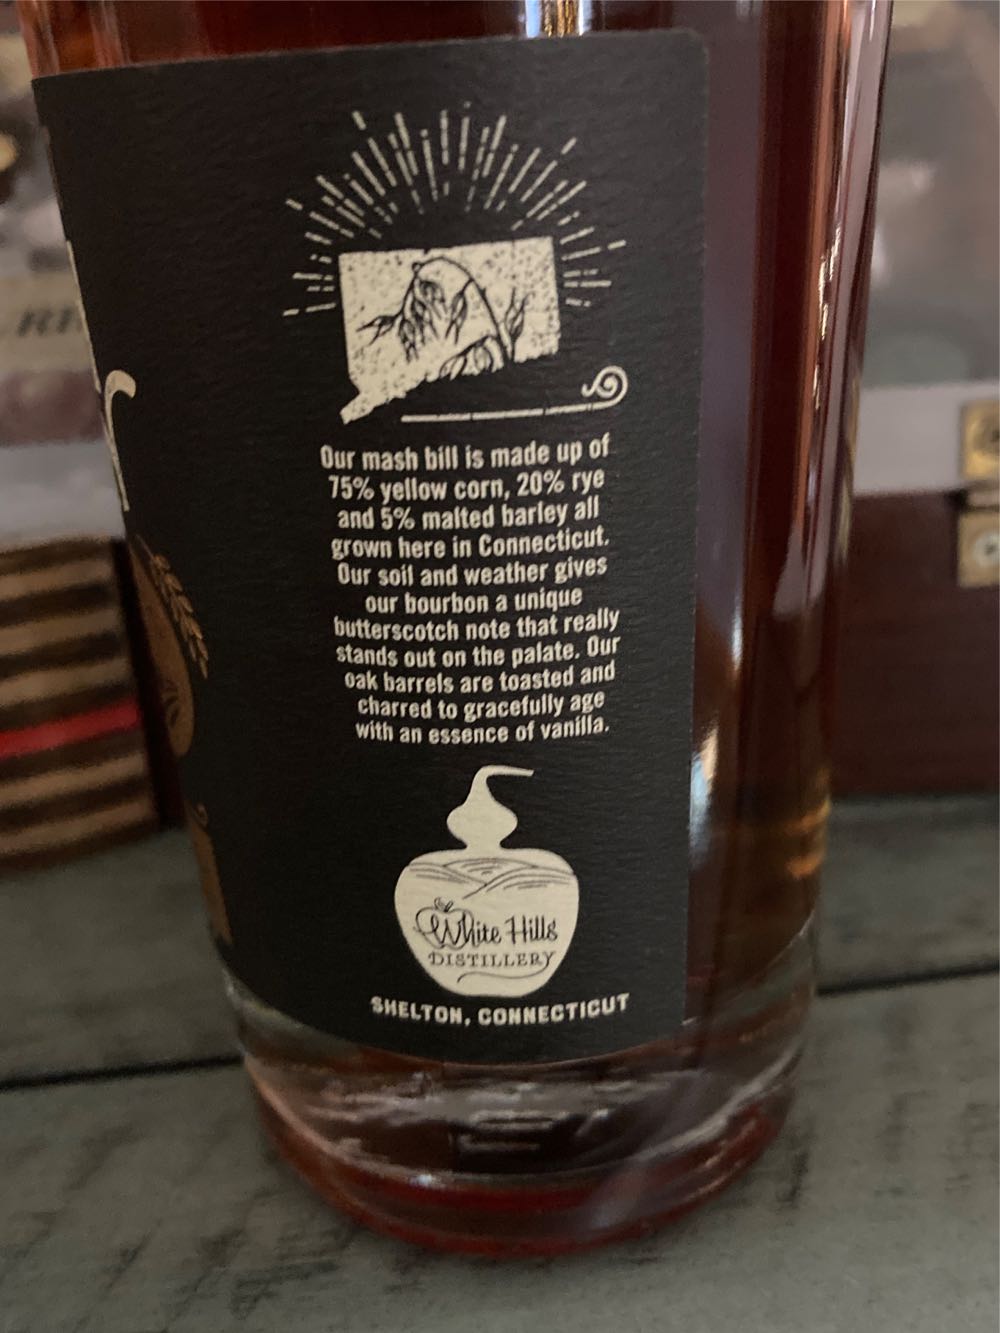 Our mash bill is made up of
75% yellow corn, 20% rye
and 5% malted barley all
grown here in Connecticut.
Our soil and weather gives
our bourbon a unique
butterscotch note that really
stands out on the palate. Our
oak barrels are toasted and
charred to gracefully age
with an essence of vanilla.
White Hills
DISTILLERY
SHELTON, CONNECTICUT